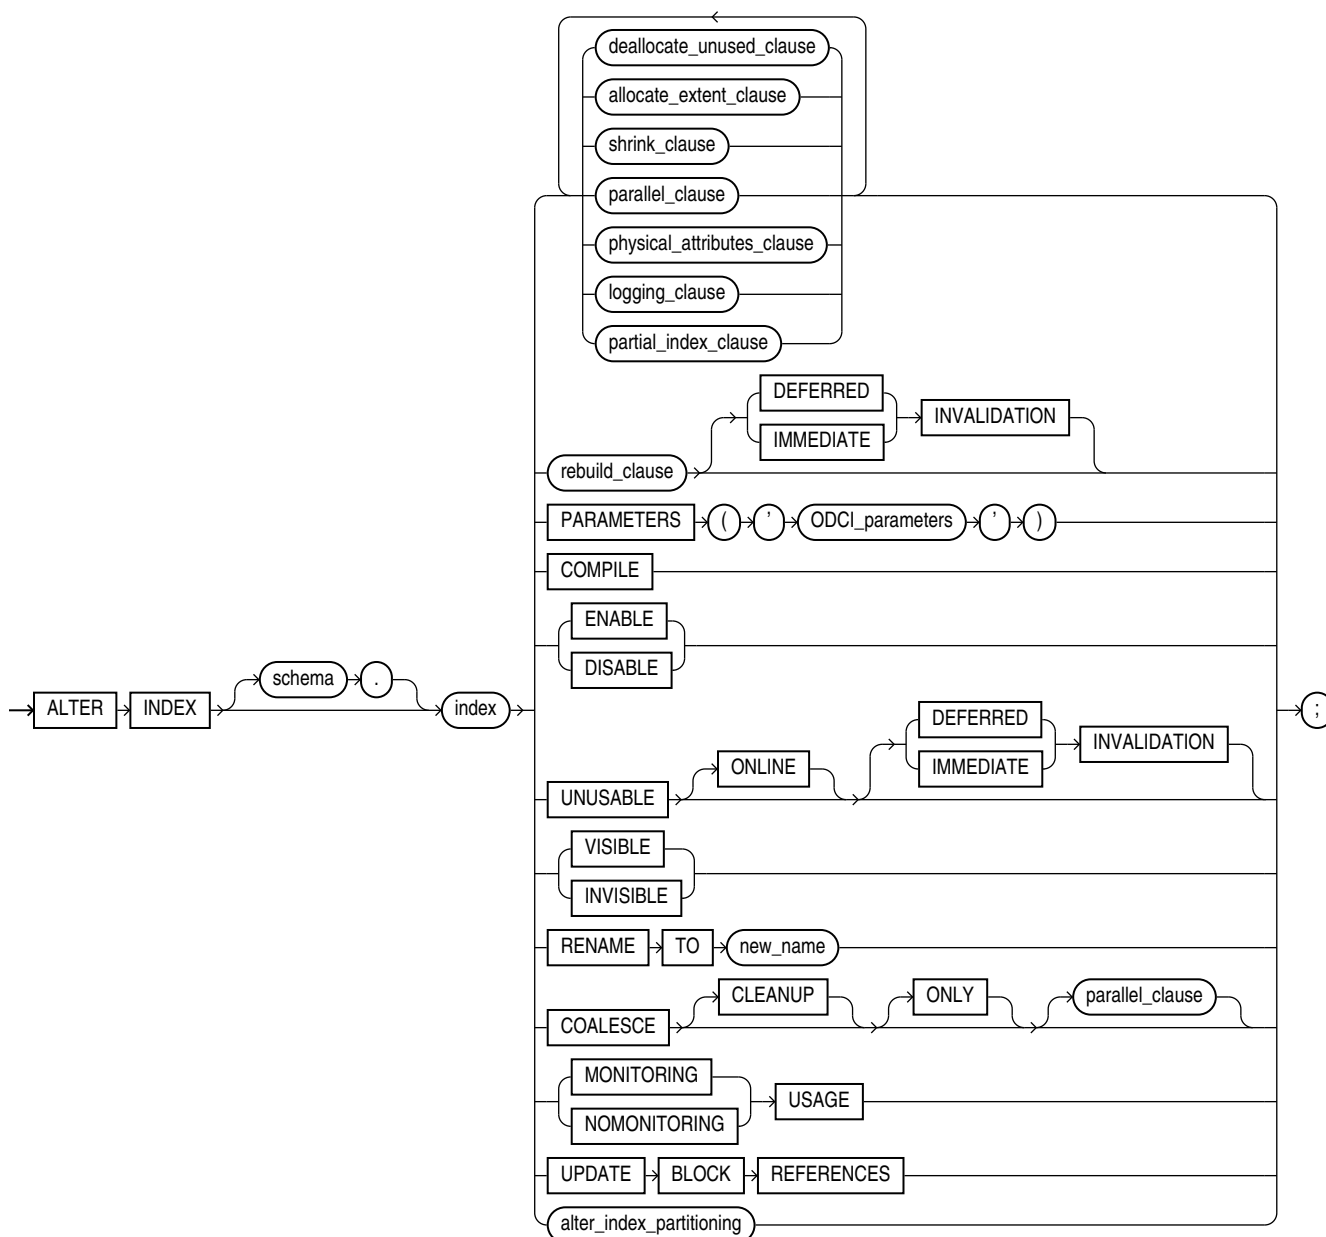 deallocate_unused_clause
allocate_extent_clause
shrink_clause
parallel_clause
physical_attributes_clause
logging_clause
partial_index_clause
DEFERRED
IMMEDIATE
INVALIDATION
rebuild_clause
PARAMETERS ( ' ODCI_parameters ' )
COMPILE
ENABLE
DISABLE
ALTER INDEX schema . index ;
DEFERRED
IMMEDIATE
INVALIDATION
UNUSABLE ONLINE
VISIBLE
INVISIBLE
RENAME TO new_name
COALESCE CLEANUP ONLY parallel_clause
MONITORING
NOMONITORING
USAGE
UPDATE BLOCK REFERENCES
alter_index_partitioning